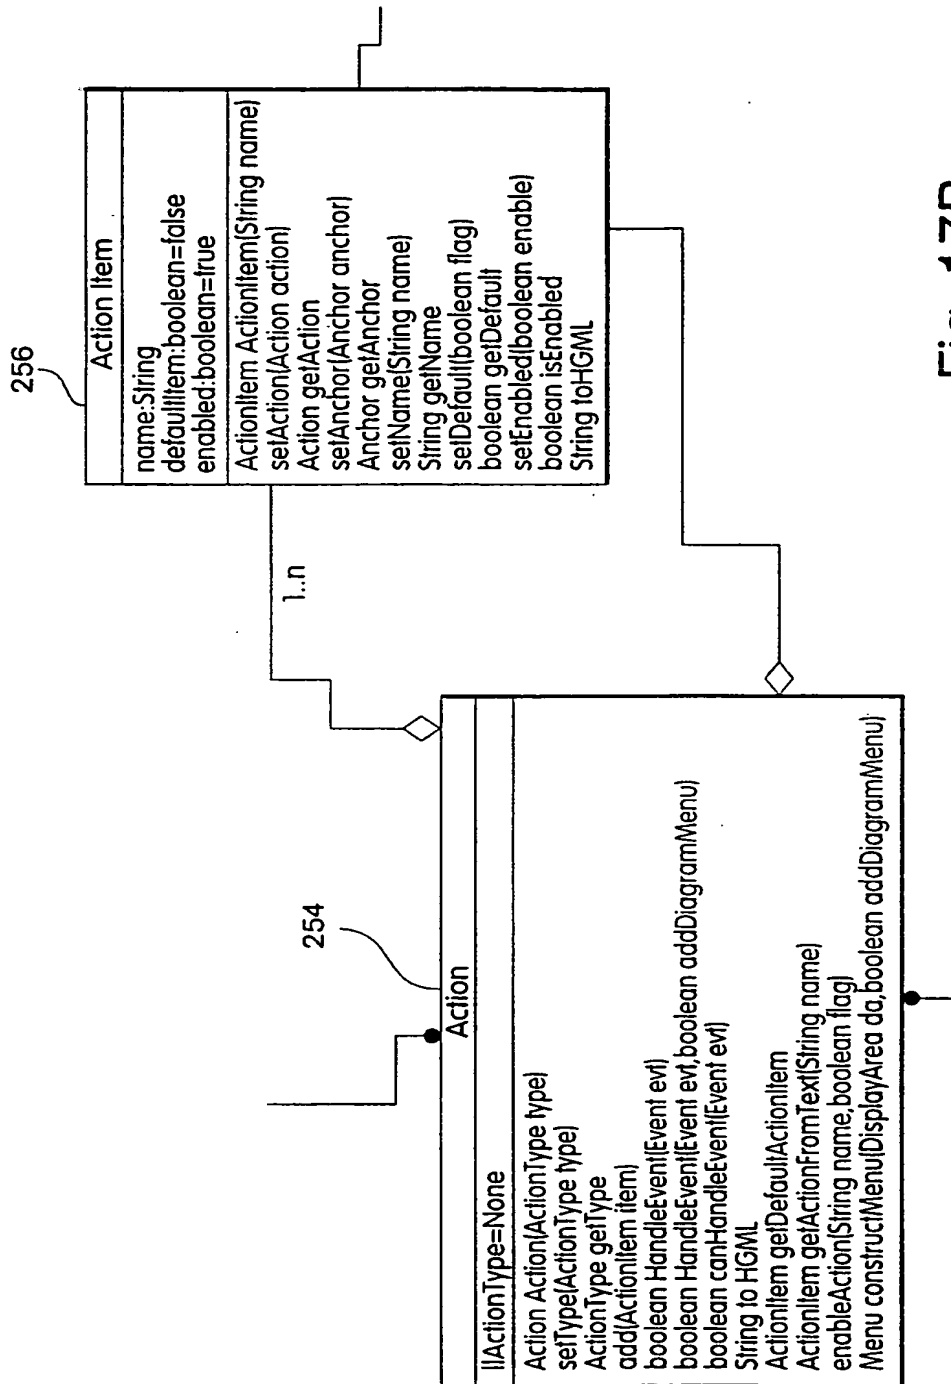 256
Action Item
name:String
defaultItem:boolean=false
enabled:boolean=true
ActionItem ActionItem(String name)
setAction(Action action)
Action getAction
setAnchor(Anchor anchor)
Anchor getAnchor
setName(String name)
String getName
setDefault(boolean flag)
boolean getDefault
setEnabled(boolean enable)
boolean isEnabled
String toHGML
1..n
254
Action
llActionType=None
Action Action(ActionType type)
setType(ActionType type)
ActionType getType
add(ActionItem item)
boolean HandleEvent(Event evt)
boolean HandleEvent(Event evt,boolean addDiagramMenu)
boolean canHandleEvent(Event evt)
String to HGML
ActionItem getDefaultActionItem
ActionItem getActionFromText(String name)
enableAction(String name,boolean flag)
Menu constructMenu(DisplayArea da,boolean addDiagramMenu)